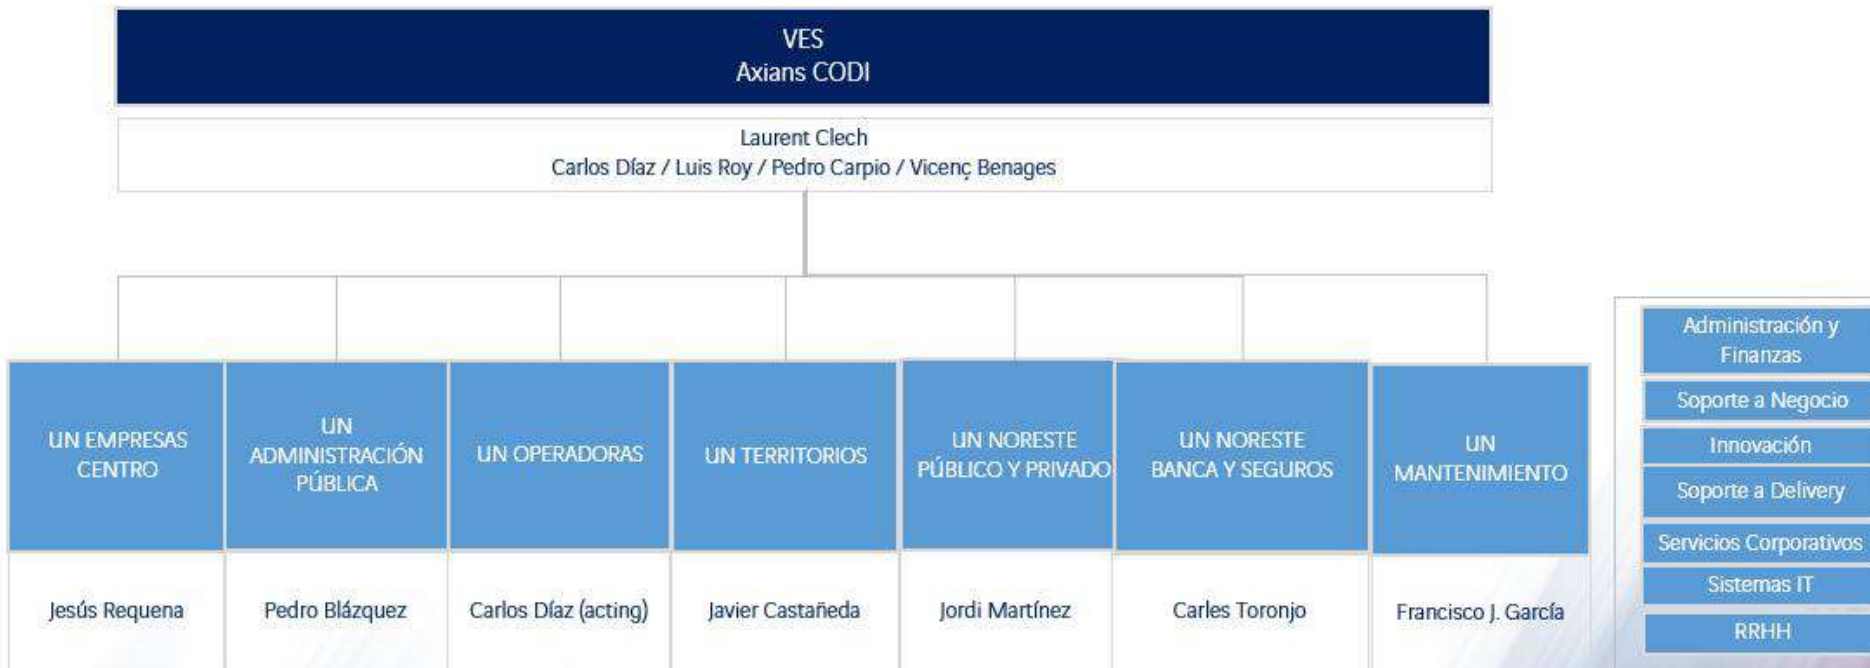 VES
Axians CODI
Laurent Clech
Carlos Díaz / Luis Roy / Pedro Carpio / Vicenç Benages
UN EMPRESAS
CENTRO
UN
ADMINISTRACIÓN
PÚBLICA
UN OPERADORAS
UN TERRITORIOS
UN NORESTE
PÚBLICO Y PRIVADO
UN NORESTE
BANCA Y SEGUROS
UN
MANTENIMIENTO
Jesús Requena
Pedro Blázquez
Carlos Díaz (acting)
Javier Castañeda
Jordi Martínez
Carles Toronjo
Francisco J. García
Administración y
Finanzas
Soporte a Negocio
Innovación
Soporte a Delivery
Servicios Corporativos
Sistemas IT
RRHH